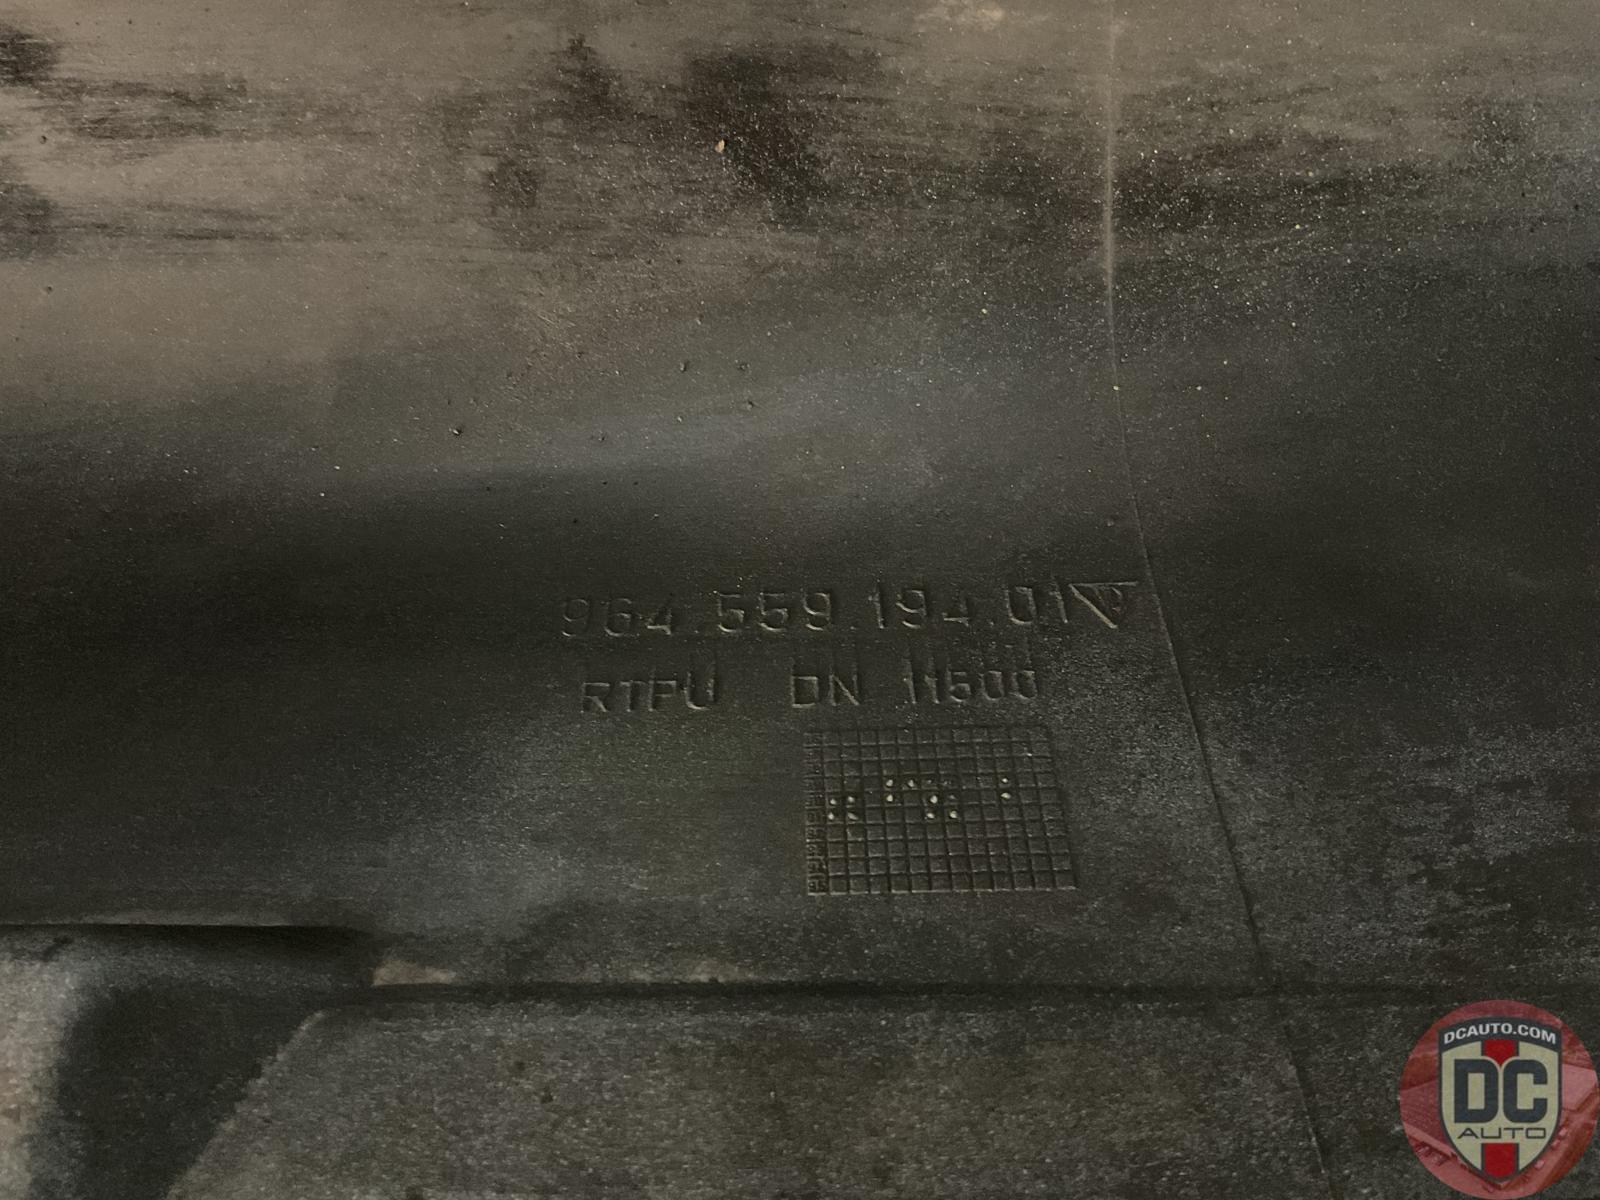 964.559.194.01
RTPU DN 11500
DCAUTO.COM
DC
AUTO